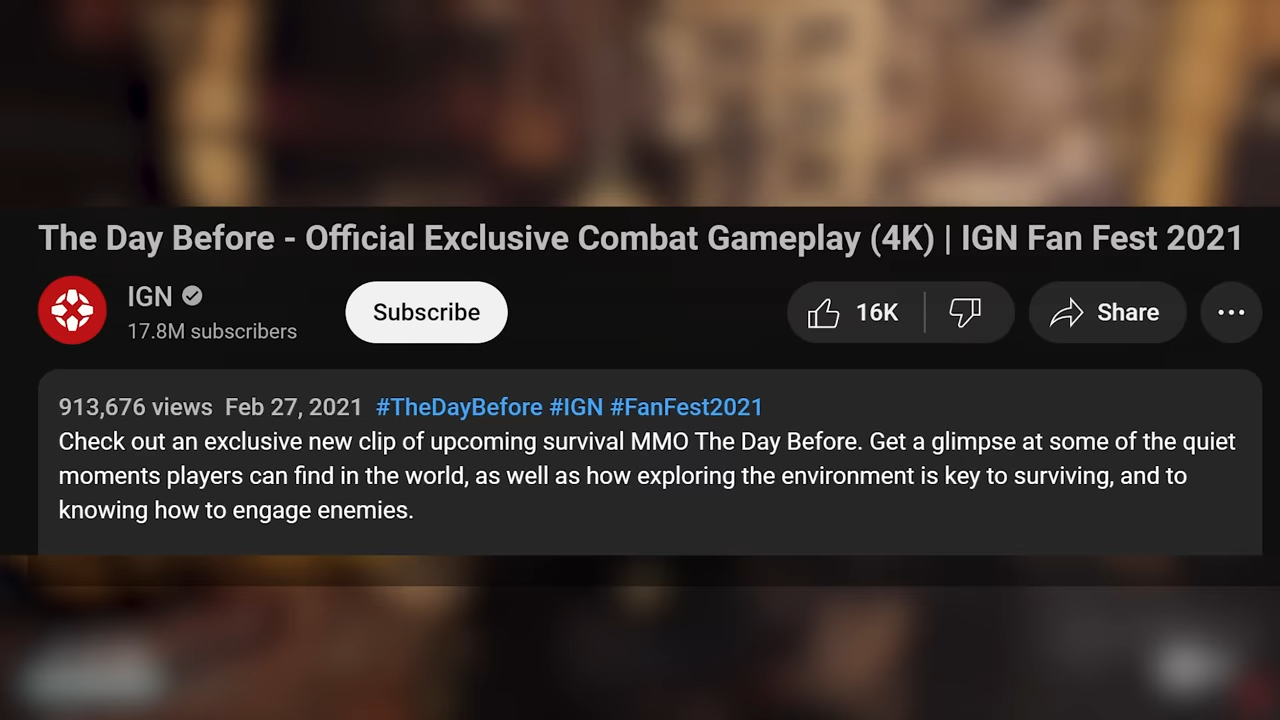 The Day Before - Official Exclusive Combat Gameplay (4K) | IGN Fan Fest 2021
IGN
17.8M subscribers
Subscribe
16K
Share
913,676 views Feb 27, 2021 #TheDayBefore #IGN #FanFest2021
Check out an exclusive new clip of upcoming survival MMO The Day Before. Get a glimpse at some of the quiet
moments players can find in the world, as well as how exploring the environment is key to surviving, and to
knowing how to engage enemies.